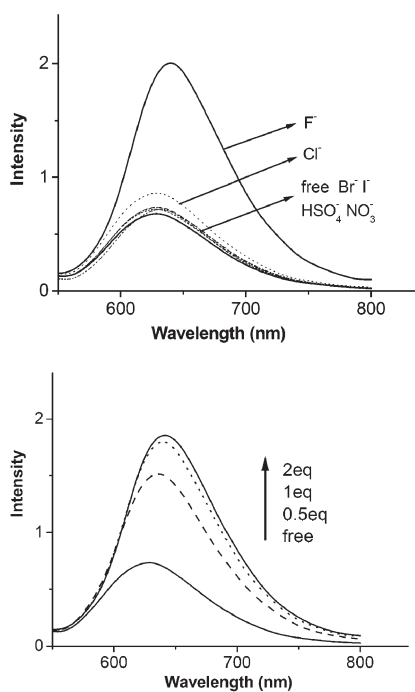 2
1
0
Intensity
F⁻
Cl⁻
free Br⁻ I⁻
HSO₄⁻ NO₃⁻
600 700 800
Wavelength (nm)
2
1
0
Intensity
2eq
1eq
0.5eq
free
600 700 800
Wavelength (nm)